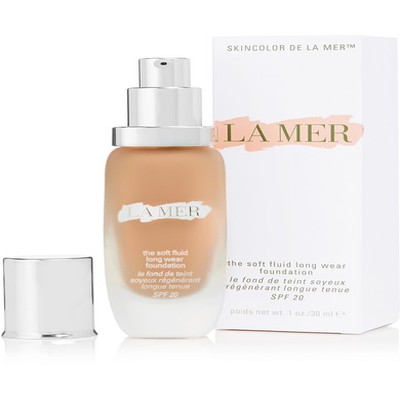 SKINCOLOR DE LA MER™
LA MER
the soft fluid long wear
foundation
le fond de teint soyeux
régénérant longue tenue
SPF 20
poids net wt. 1 oz./30 ml ℮
LA MER
the soft fluid
long wear
foundation
le fond de teint
soyeux régénérant
longue tenue
SPF 20